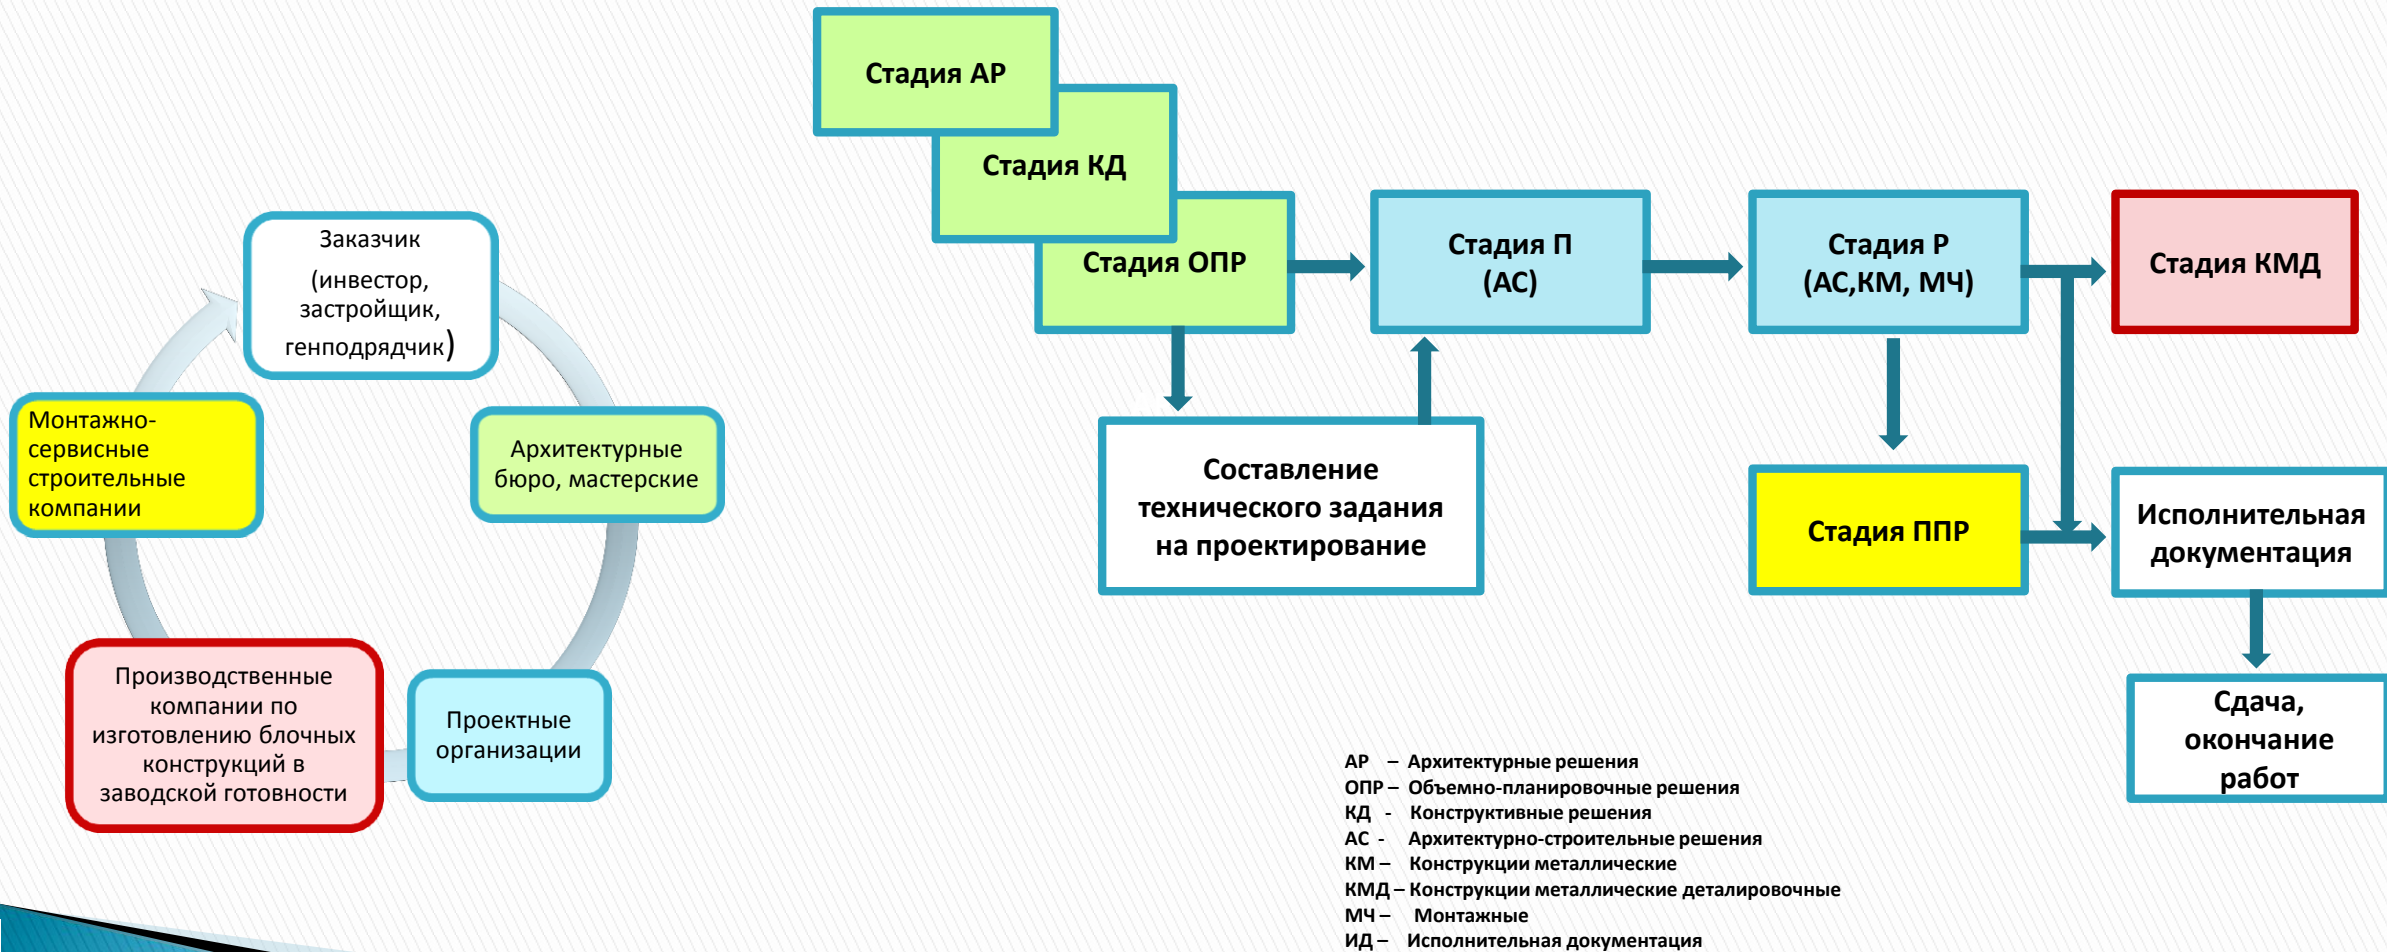 Заказчик
(инвестор,
застройщик,
генподрядчик)
Архитектурные
бюро, мастерские
Проектные
организации
Производственные
компании по
изготовлению блочных
конструкций в
заводской готовности
Монтажно-
сервисные
строительные
компании
Стадия АР
Стадия КД
Стадия ОПР
Стадия П
(АС)
Стадия Р
(АС,КМ, МЧ)
Стадия КМД
Составление
технического задания
на проектирование
Стадия ППР
Исполнительная
документация
Сдача,
окончание
работ
АР – Архитектурные решения
ОПР – Объемно-планировочные решения
КД - Конструктивные решения
АС - Архитектурно-строительные решения
КМ – Конструкции металлические
КМД – Конструкции металлические деталировочные
МЧ – Монтажные
ИД – Исполнительная документация